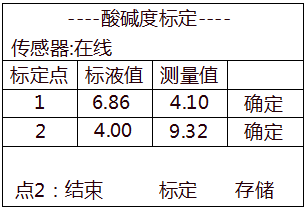 ----酸碱度标定----
传感器:在线
标定点 标液值 测量值
1 6.86 4.10 确定
2 4.00 9.32 确定
点2：结束 标定 存储